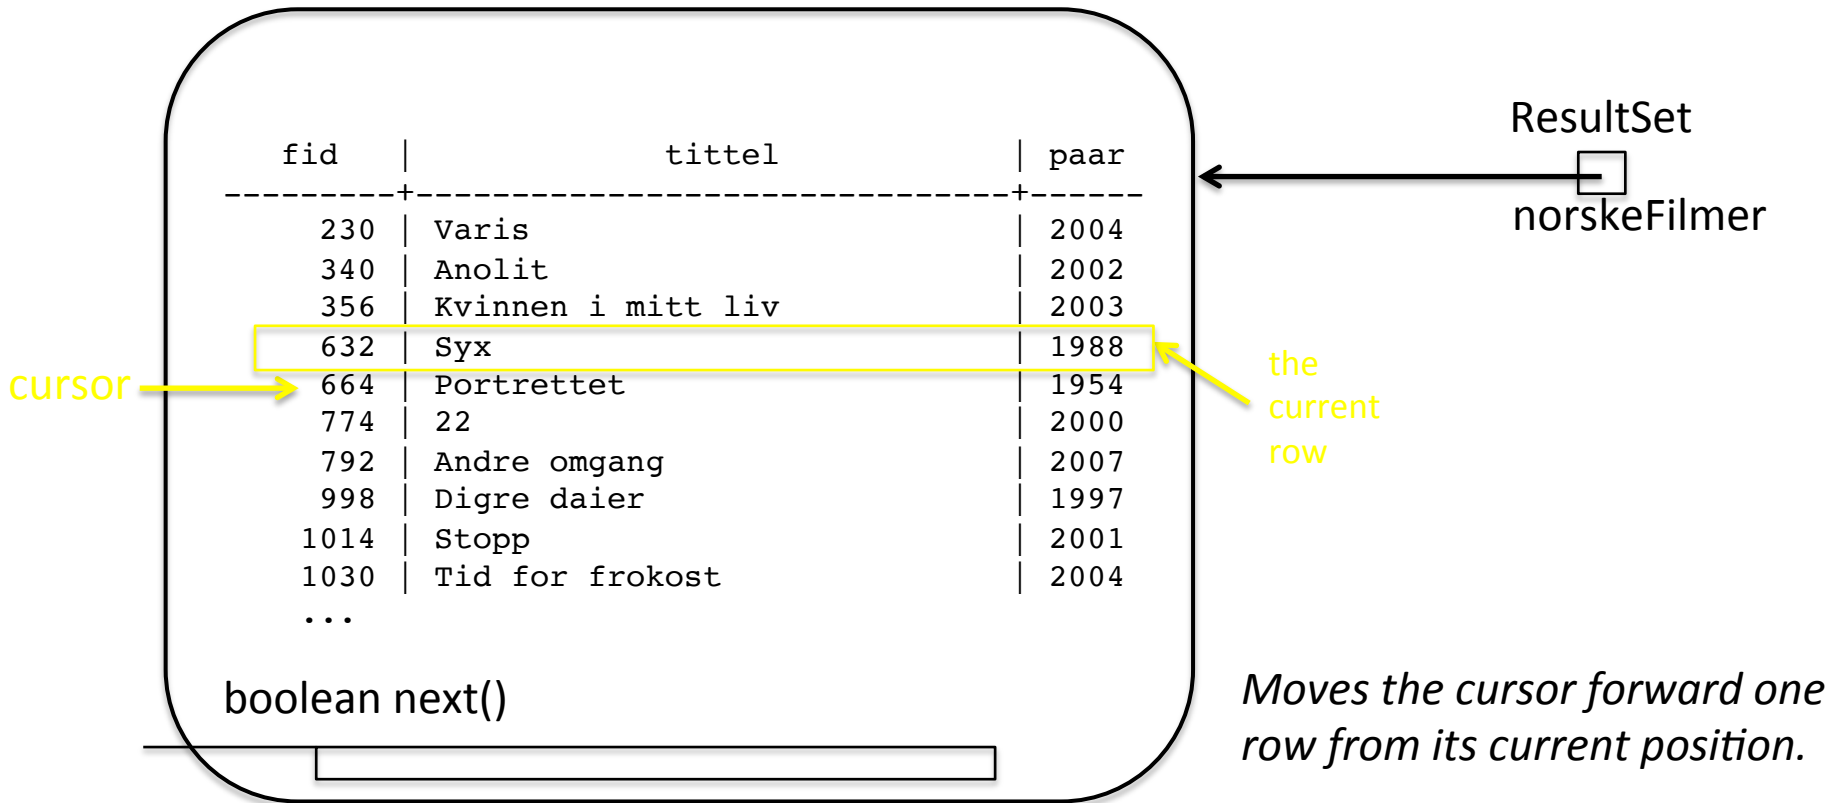 ResultSet
norskeFilmer
fid | tittel | paar
---------+-------------------------------+------
230 | Varis | 2004
340 | Anolit | 2002
356 | Kvinnen i mitt liv | 2003
632 | Syx | 1988
664 | Portrettet | 1954
774 | 22 | 2000
792 | Andre omgang | 2007
998 | Digre daier | 1997
1014 | Stopp | 2001
1030 | Tid for frokost | 2004
...
cursor
the
current
row
boolean next()
Moves the cursor forward one
row from its current position.